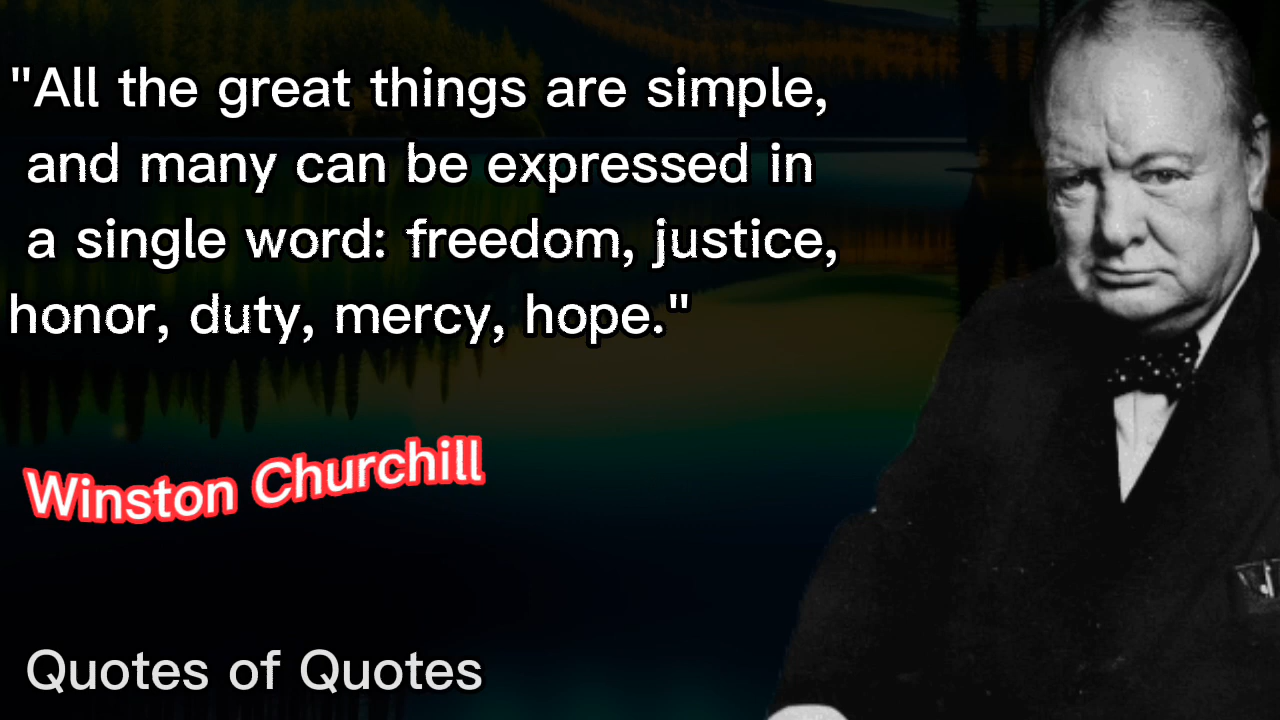 "All the great things are simple,
and many can be expressed in
a single word: freedom, justice,
honor, duty, mercy, hope."
Winston Churchill
Quotes of Quotes